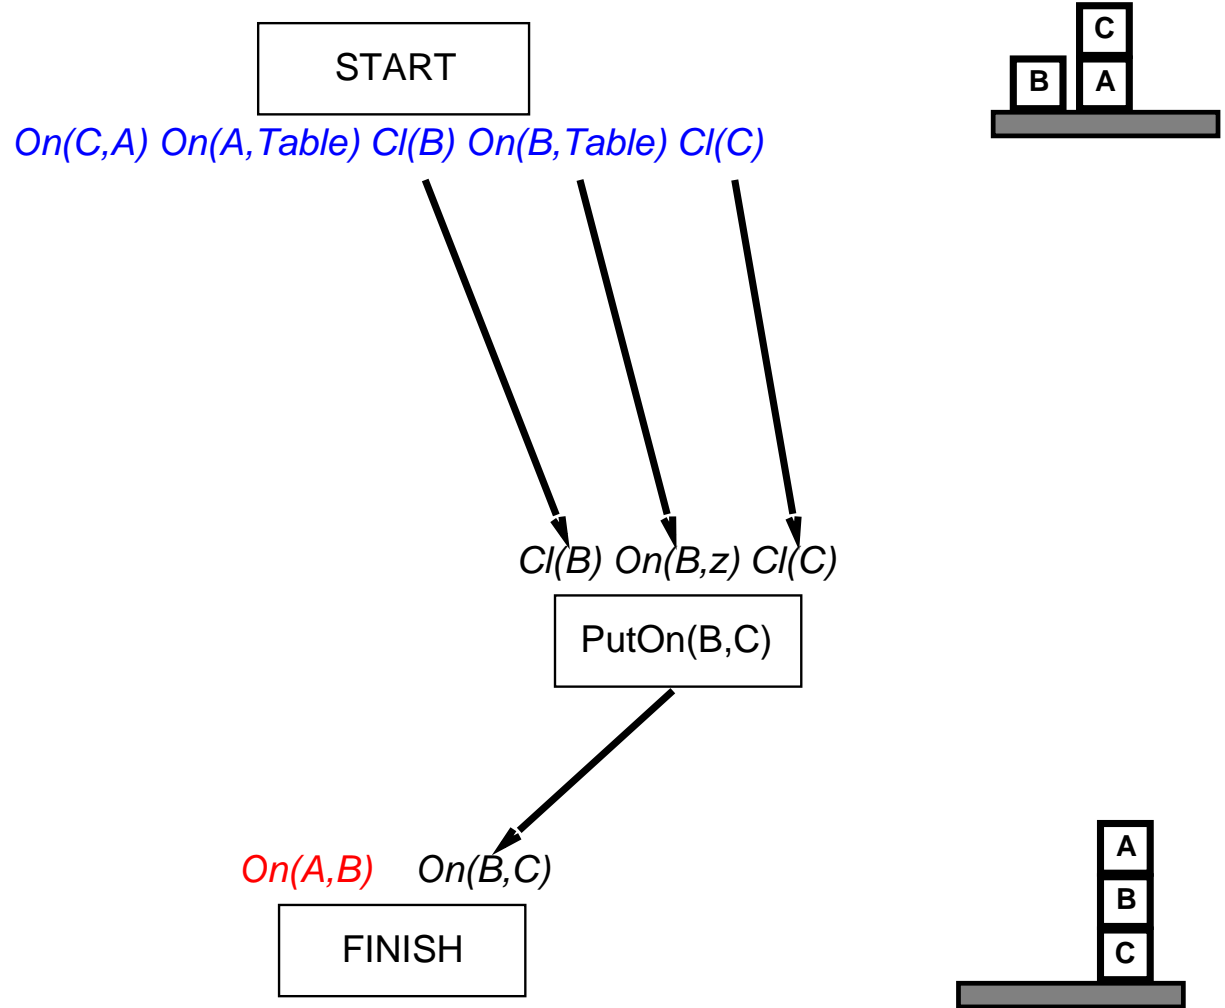 C
B A
START
On(C,A) On(A,Table) Cl(B) On(B,Table) Cl(C)
Cl(B) On(B,z) Cl(C)
PutOn(B,C)
On(A,B) On(B,C)
FINISH
A
B
C